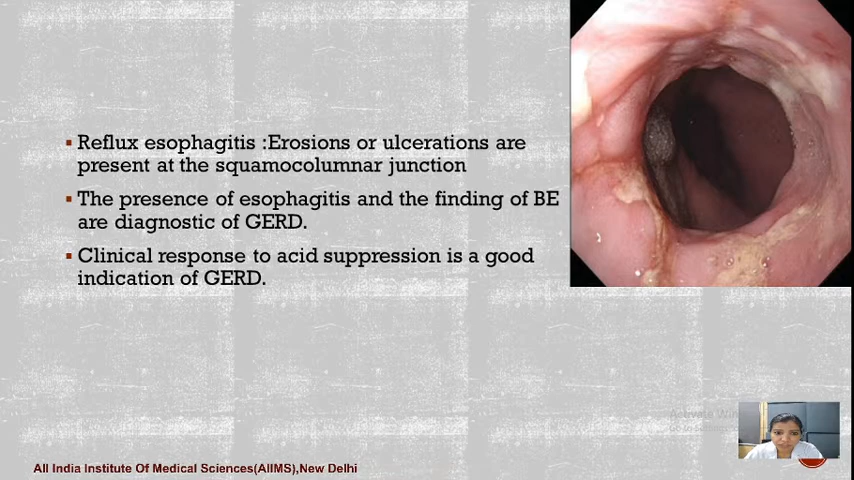 ▪ Reflux esophagitis :Erosions or ulcerations are
present at the squamocolumnar junction
▪ The presence of esophagitis and the finding of BE
are diagnostic of GERD.
▪ Clinical response to acid suppression is a good
indication of GERD.
Activate Win
All India Institute Of Medical Sciences(AIIMS),New Delhi